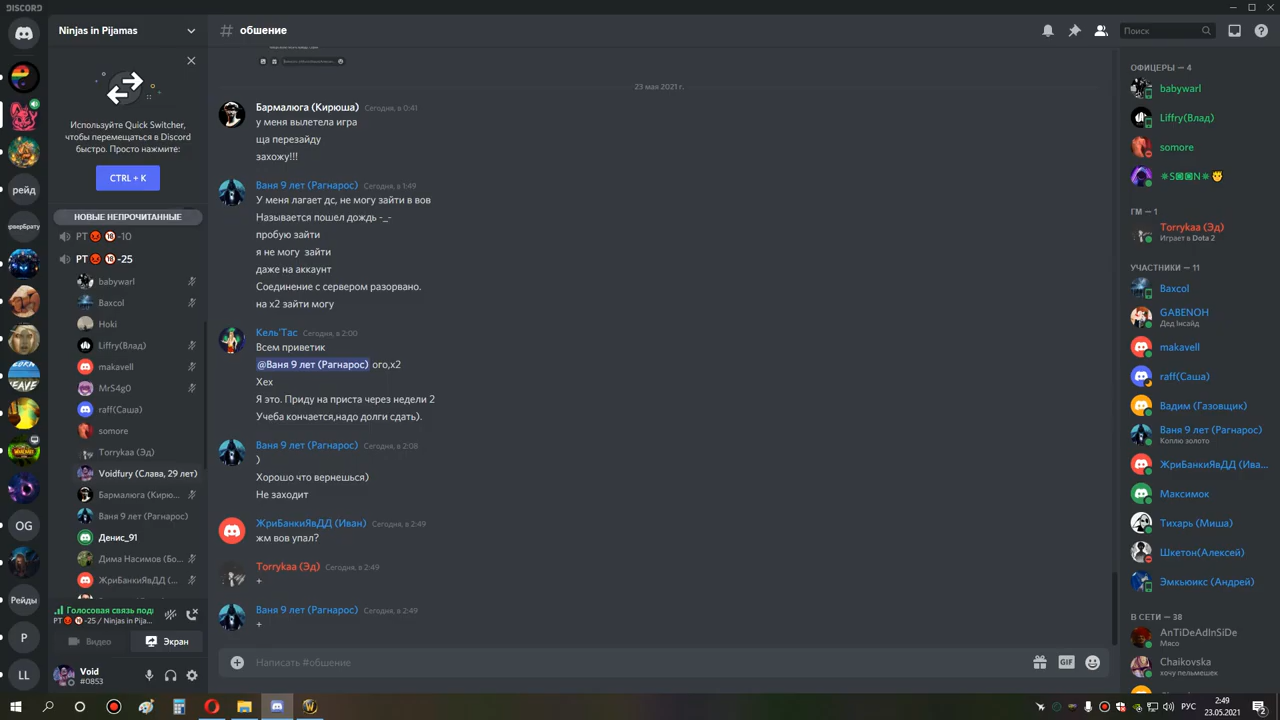 DISCORD
Ninjas in Pijamas
обшение
Поиск
Используйте Quick Switcher,
чтобы перемещаться в Discord
быстро. Просто нажмите:
CTRL + K
НОВЫЕ НЕПРОЧИТАННЫЕ
рейд
OG
Рейды
P
LL
PT 18 -10
PT 18 -25
babywarl
Baxcol
Hoki
Liffry(Влад)
makavell
MrS4g0
raff(Саша)
somore
Torrykaa (Эд)
Voidfury (Слава, 29 лет)
Бармалюга (Кирю...
Ваня 9 лет (Рагнарос)
Денис_91
Дима Насимов (Бо...
ЖриБанкиЯвДД (...
Голосовая связь под
PT 18 -25 / Ninjas in Pija...
Видео
Экран
Void
#0853
23 мая 2021 г.
Бармалюга (Кирюша) Сегодня, в 0:41
у меня вылетела игра
ща перезайду
захожу!!!
Ваня 9 лет (Рагнарос) Сегодня, в 1:49
У меня лагает дс, не могу зайти в вов
Называется пошел дождь -_-
пробую зайти
я не могу зайти
даже на аккаунт
Соединение с сервером разорвано.
на х2 зайти могу
Кель'Тас Сегодня, в 2:00
Всем приветик
@Ваня 9 лет (Рагнарос) ого,х2
Хех
Я это. Приду на приста через недели 2
Учеба кончается,надо долги сдать).
Ваня 9 лет (Рагнарос) Сегодня, в 2:08
)
Хорошо что вернешься)
Не заходит
ЖриБанкиЯвДД (Иван) Сегодня, в 2:49
жм вов упал?
Torrykaa (Эд) Сегодня, в 2:49
+
Ваня 9 лет (Рагнарос) Сегодня, в 2:49
+
Написать #обшение
GIF
ОФИЦЕРЫ — 4
babywarl
Liffry(Влад)
somore
ГМ — 1
Torrykaa (Эд)
Играет в Dota 2
УЧАСТНИКИ — 11
Baxcol
GABENOH
Дед Інсайд
makavell
raff(Саша)
Вадим (Газовщик)
Ваня 9 лет (Рагнарос)
Коплю золото
ЖриБанкиЯвДД (Ива...
Максимок
Тихарь (Миша)
Шкетон(Алексей)
Эмкьюикс (Андрей)
В СЕТИ — 38
AnTiDeAdInSiDe
Мясо
Chaikovska
хочу пельмешек
РУС
2:49
23.05.2021